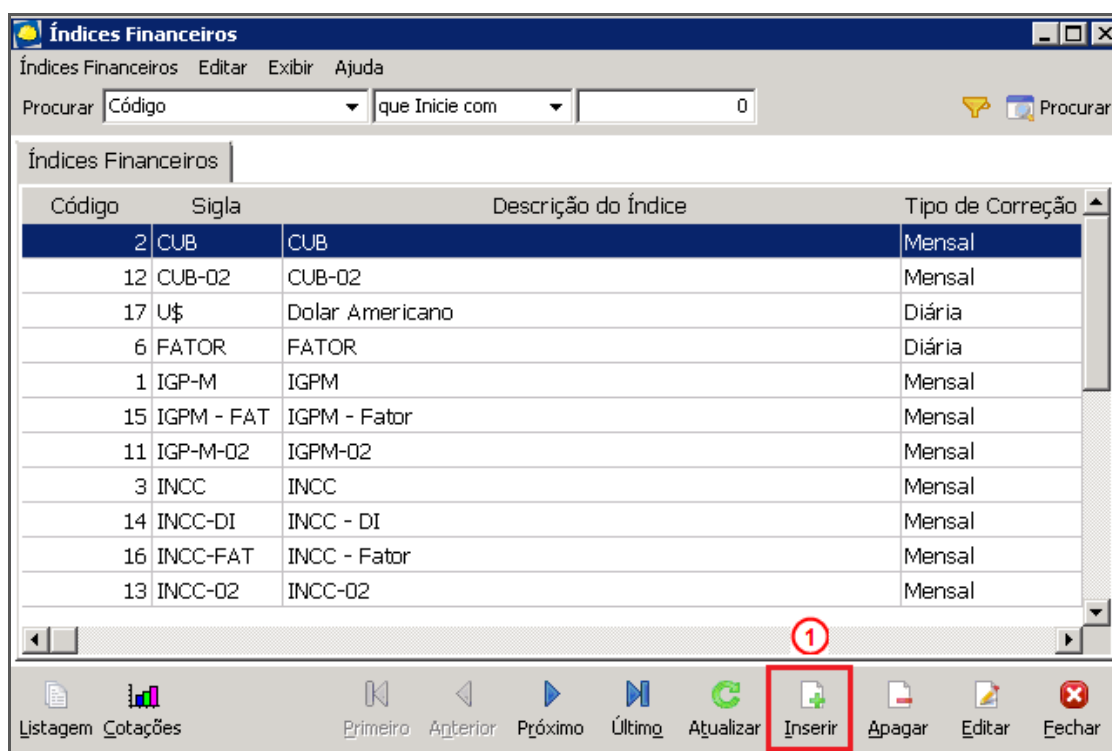 Índices Financeiros
Índices Financeiros Editar Exibir Ajuda
Procurar Código que Inicie com 0 Procurar
Índices Financeiros
Código Sigla Descrição do Índice Tipo de Correção
2 CUB CUB Mensal
12 CUB-02 CUB-02 Mensal
17 U$ Dolar Americano Diária
6 FATOR FATOR Diária
1 IGP-M IGPM Mensal
15 IGPM - FAT IGPM - Fator Mensal
11 IGP-M-02 IGPM-02 Mensal
3 INCC INCC Mensal
14 INCC-DI INCC - DI Mensal
16 INCC-FAT INCC - Fator Mensal
13 INCC-02 INCC-02 Mensal
1
Listagem Cotações Primeiro Anterior Próximo Último Atualizar Inserir Apagar Editar Fechar